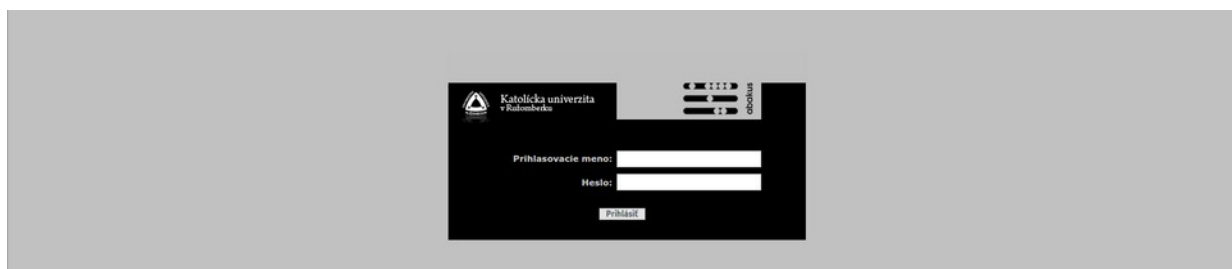 Katolícka univerzita
v Ružomberku
abakus
Prihlasovacie meno:
Heslo:
Prihlásiť